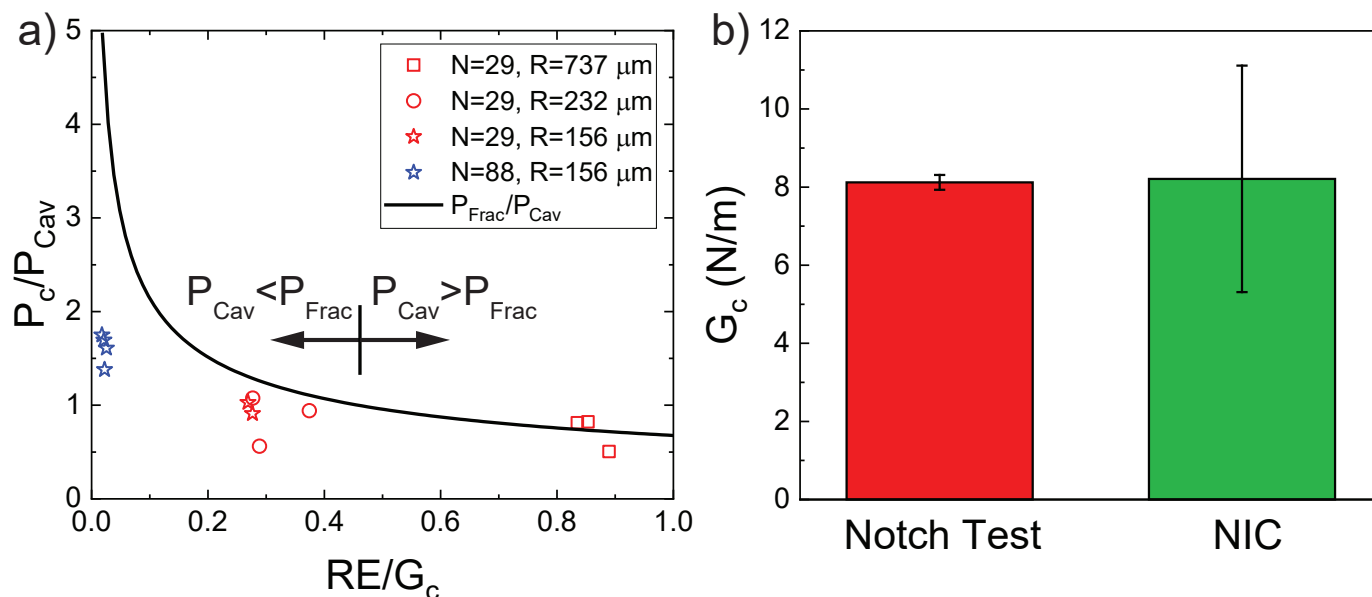 a)
5
4
3
2
1
0
P_c/P_Cav
N=29, R=737 μm
N=29, R=232 μm
N=29, R=156 μm
N=88, R=156 μm
P_Frac/P_Cav
P_Cav<P_Frac P_Cav>P_Frac
0.0 0.2 0.4 0.6 0.8 1.0
RE/G_c
b)
12
10
8
6
4
2
0
G_c (N/m)
Notch Test NIC